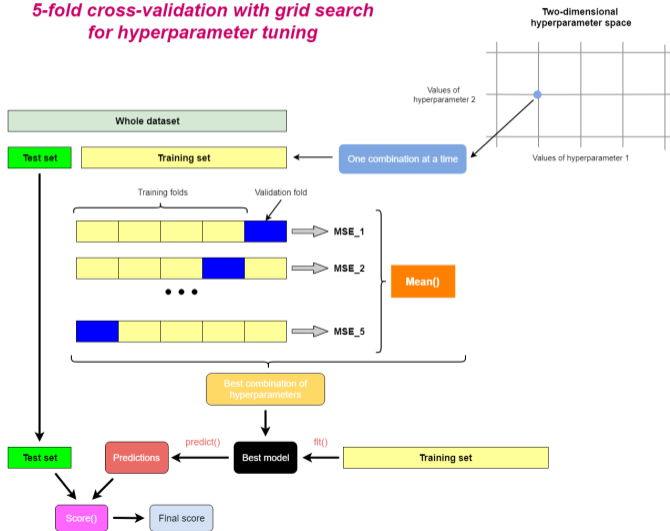 5-fold cross-validation with grid search
for hyperparameter tuning
Two-dimensional
hyperparameter space
Values of
hyperparameter 2
Values of hyperparameter 1
Whole dataset
Test set
Training set
One combination at a time
Training folds
Validation fold
MSE_1
MSE_2
Mean()
MSE_5
Best combination of
hyperparameters
predict()
fit()
Test set
Predictions
Best model
Training set
Score()
Final score